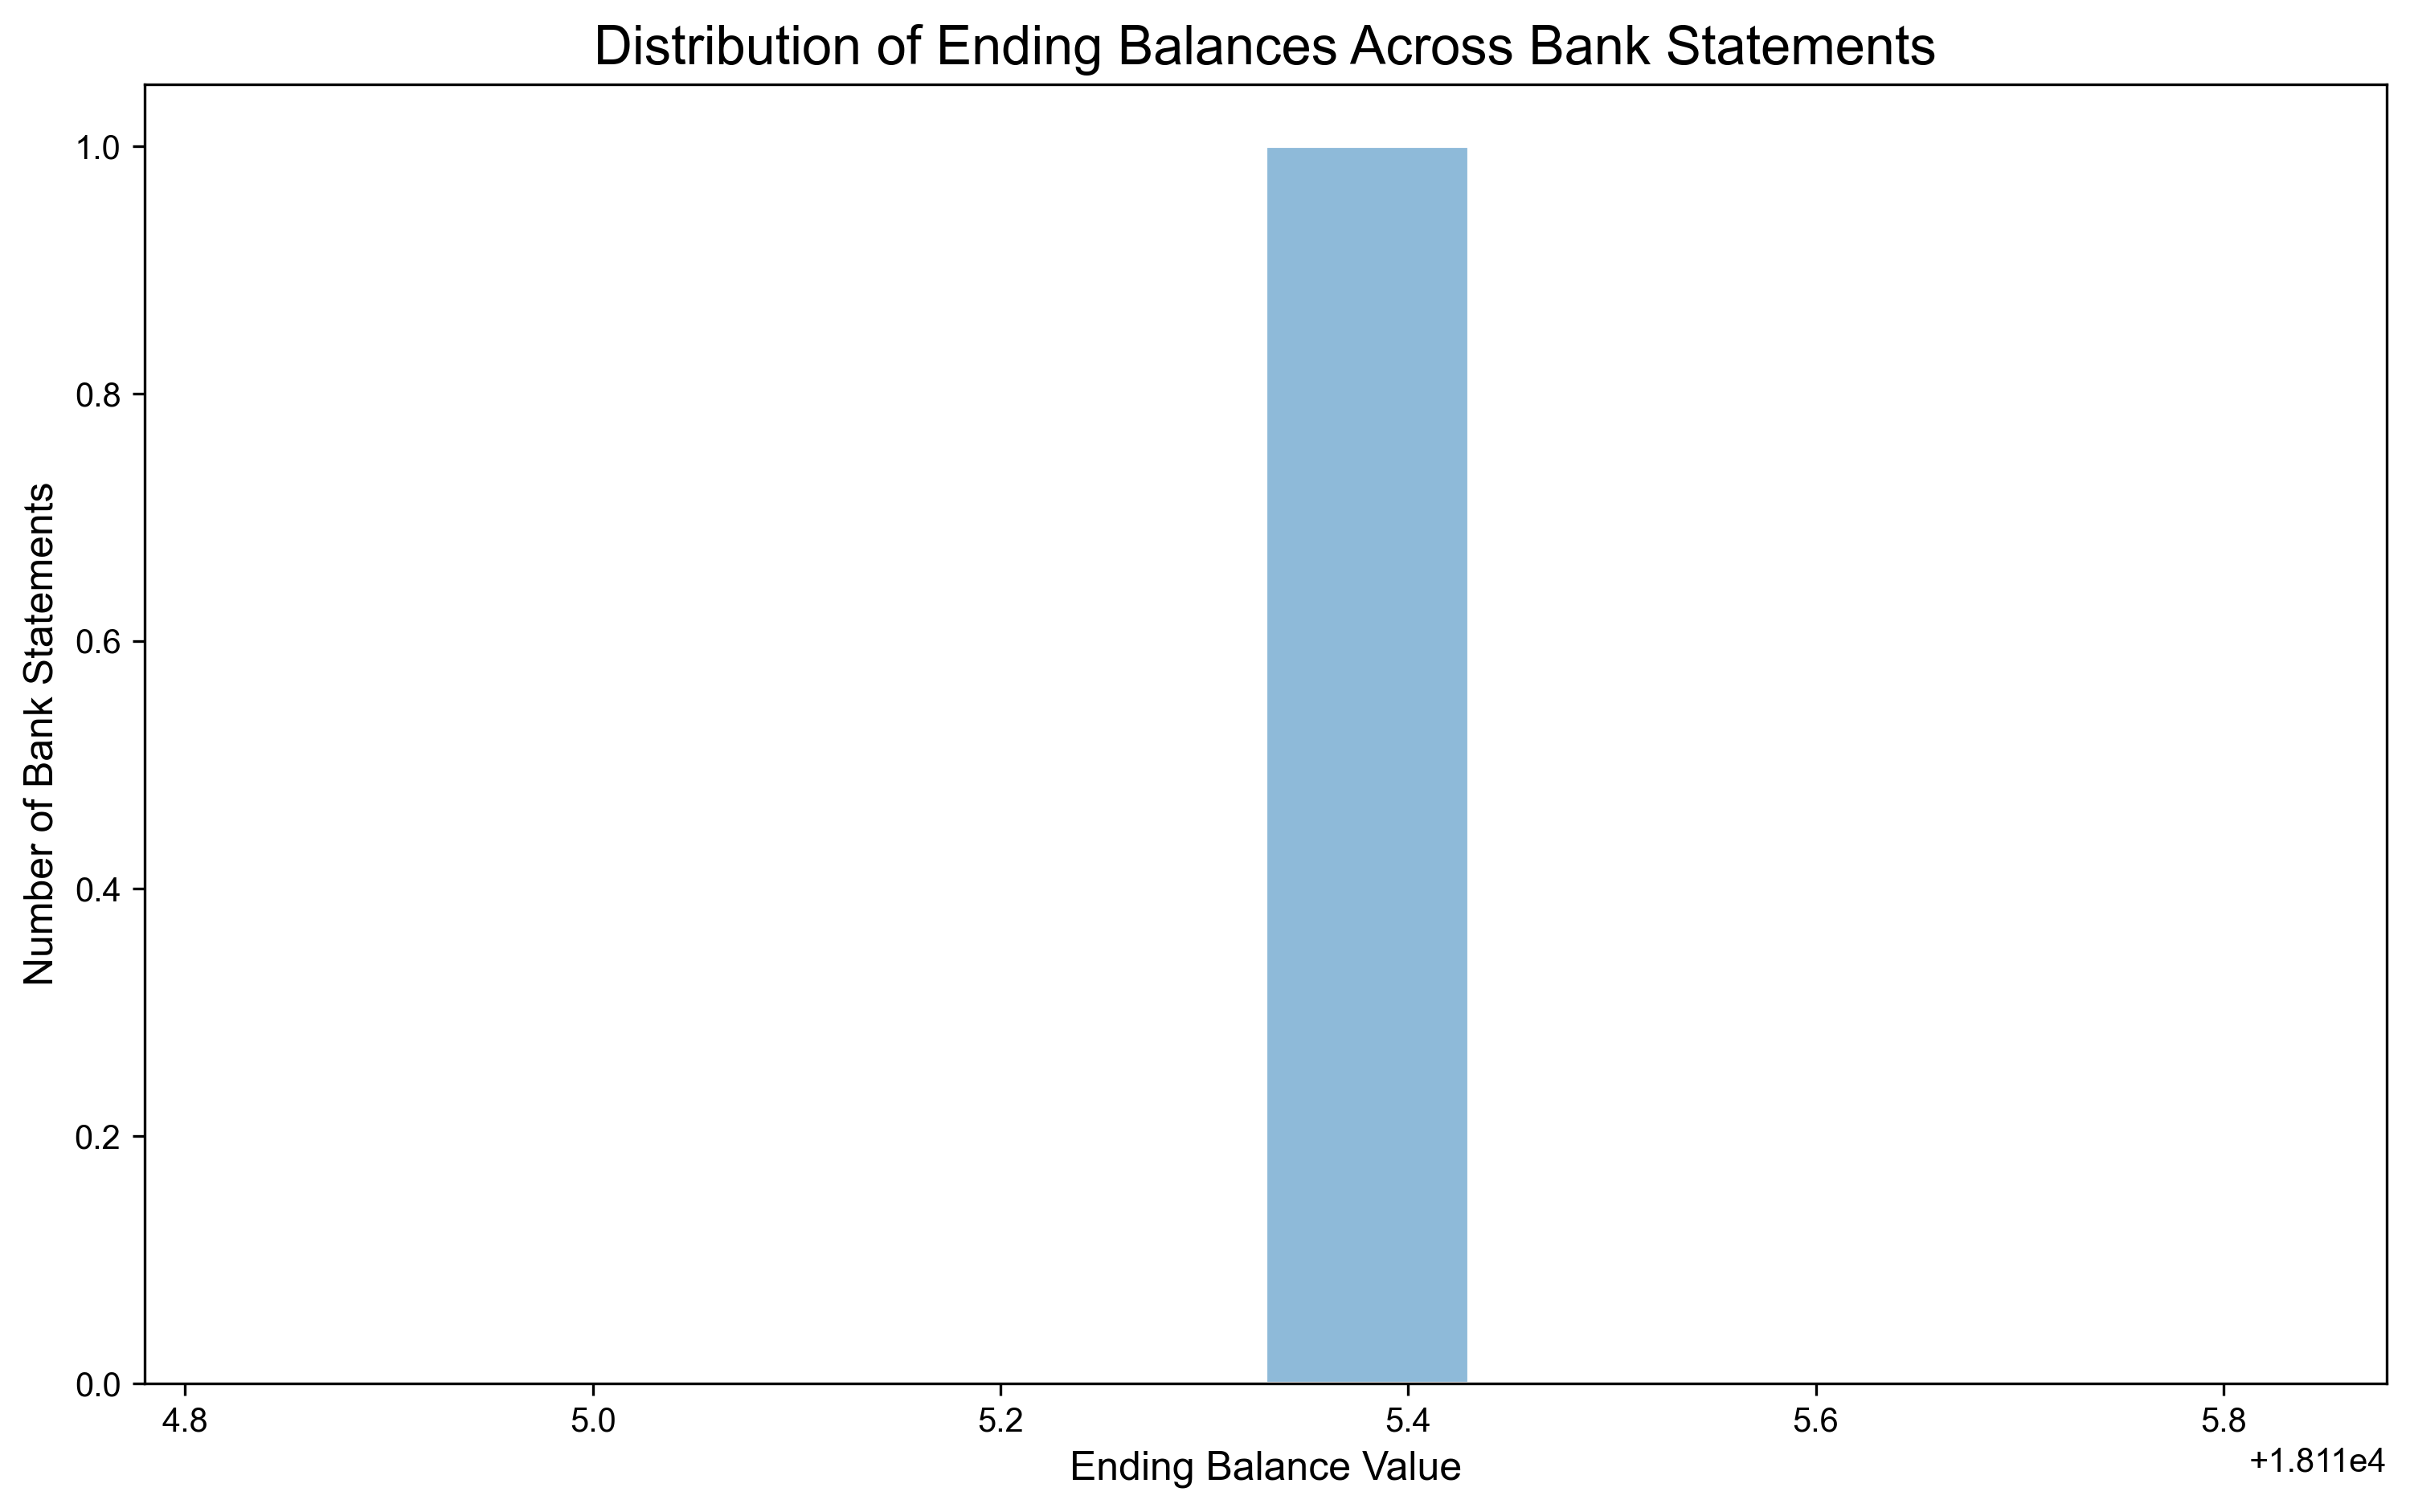 Distribution of Ending Balances Across Bank Statements
1.0
0.8
0.6
0.4
0.2
0.0
Number of Bank Statements
4.8 5.0 5.2 5.4 5.6 5.8
+1.811e4
Ending Balance Value